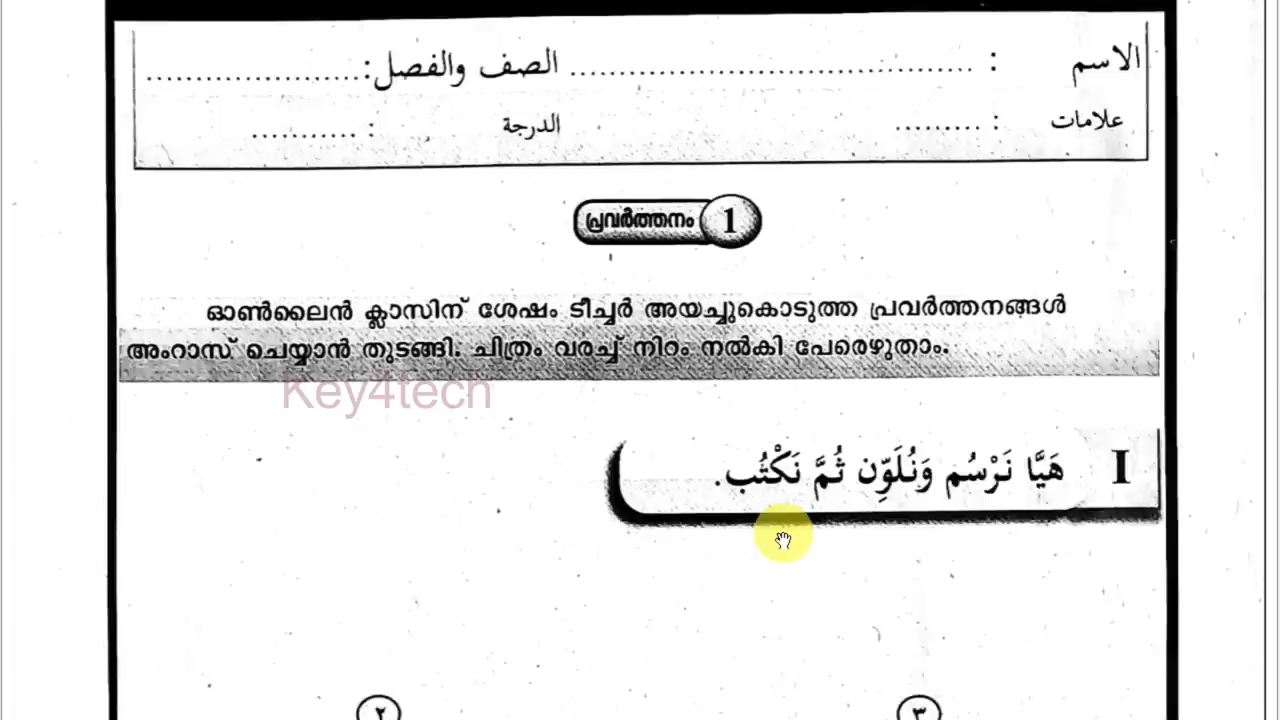 الاسم : ........................................ الصف والفصل: ......................
علامات : ......... الدرجة : ...........
പ്രവർത്തനം 1
ഓൺലൈൻ ക്ലാസിന് ശേഷം ടീച്ചർ അയച്ചുകൊടുത്ത പ്രവർത്തനങ്ങൾ
അംറാസ് ചെയ്യാൻ തുടങ്ങി. ചിത്രം വരച്ച് നിറം നൽകി പേരെഴുതാം.
Key4tech
I هَيَّا نَرْسُم وَنُلَوِّن ثُمَّ نَكْتُب.
٣ ٢